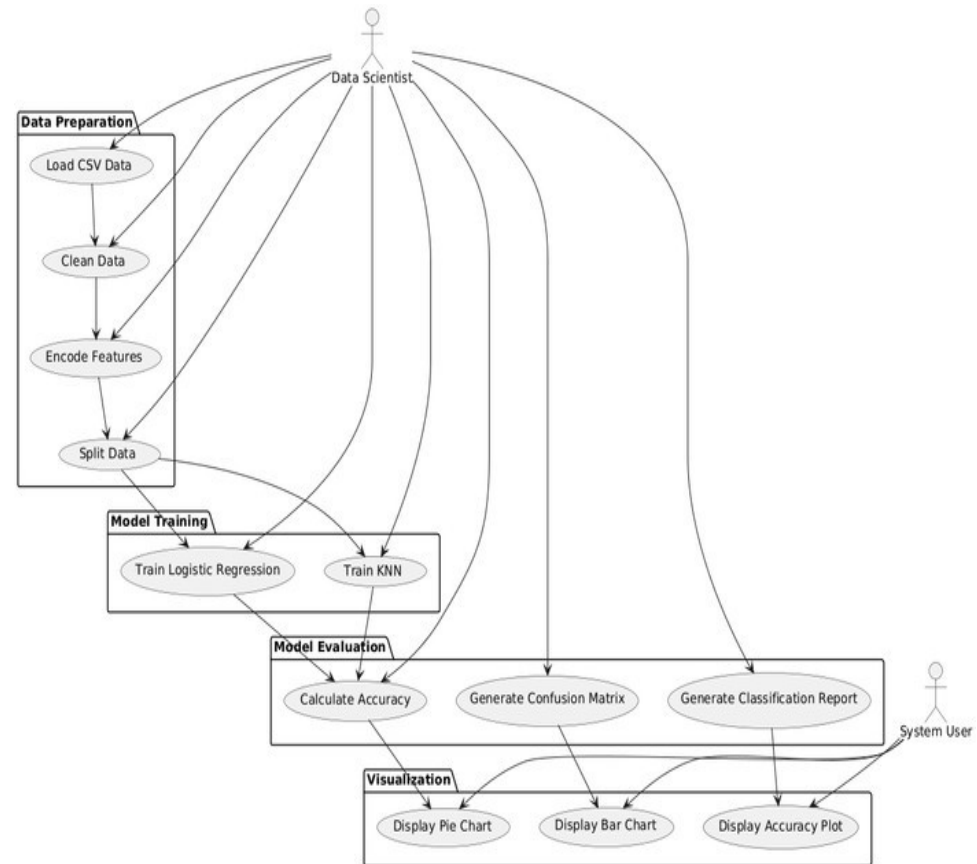 Data Scientist
Data Preparation
Load CSV Data
Clean Data
Encode Features
Split Data
Model Training
Train Logistic Regression
Train KNN
Model Evaluation
Calculate Accuracy
Generate Confusion Matrix
Generate Classification Report
System User
Visualization
Display Pie Chart
Display Bar Chart
Display Accuracy Plot